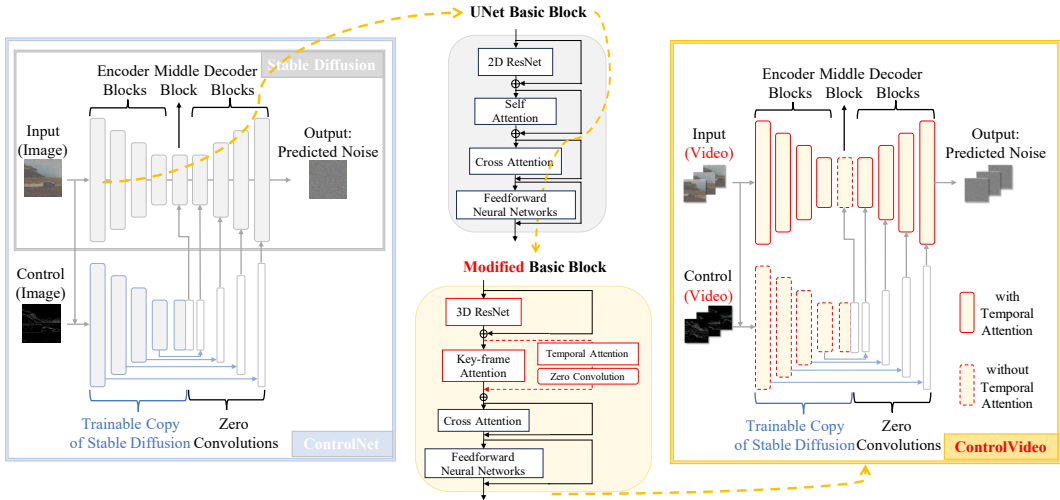 Stable Diffusion
Encoder Middle Decoder
Blocks Block Blocks
Input
(Image)
Output:
Predicted Noise
Control
(Image)
Trainable Copy
of Stable Diffusion
Zero
Convolutions
ControlNet
UNet Basic Block
2D ResNet
Self
Attention
Cross Attention
Feedforward
Neural Networks
Modified Basic Block
3D ResNet
Key-frame
Attention
Temporal Attention
Zero Convolution
Cross Attention
Feedforward
Neural Networks
Encoder Middle Decoder
Blocks Block Blocks
Input
(Video)
Output:
Predicted Noise
Control
(Video)
with
Temporal
Attention
without
Temporal
Attention
Trainable Copy
of Stable Diffusion
Zero
Convolutions
ControlVideo